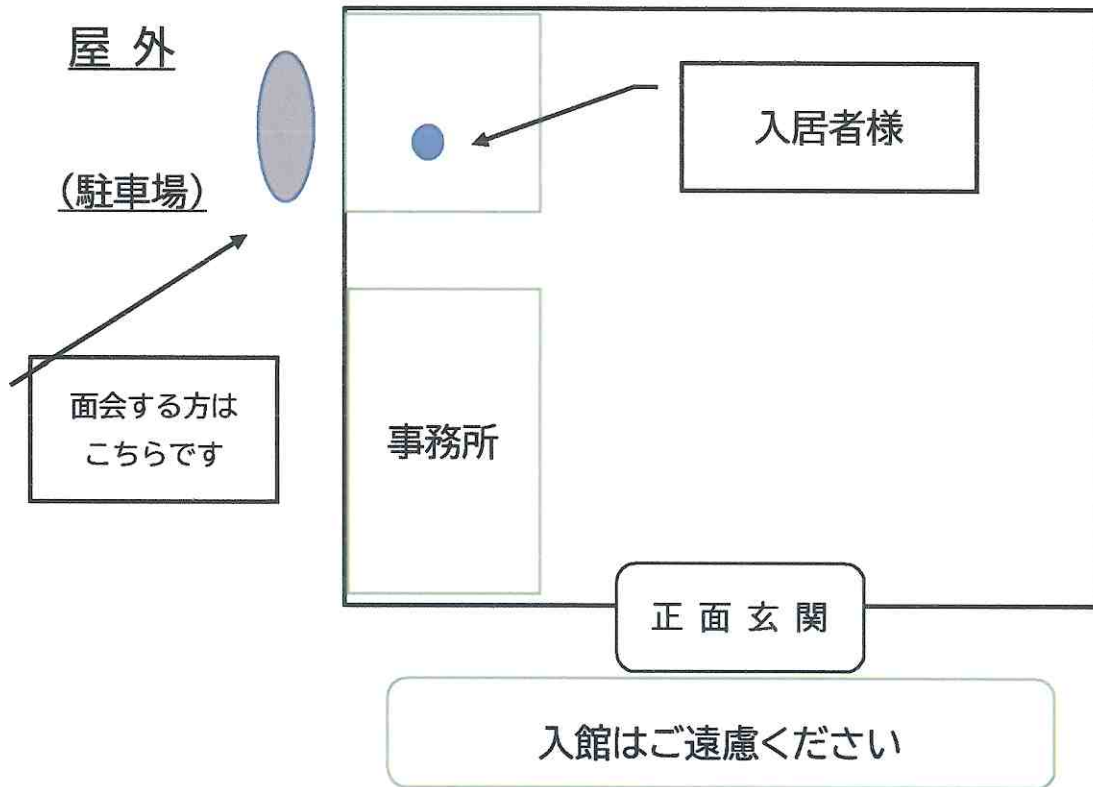 屋 外
(駐車場)
入居者様
面会する方は
こちらです
事務所
正 面 玄 関
入館はご遠慮ください